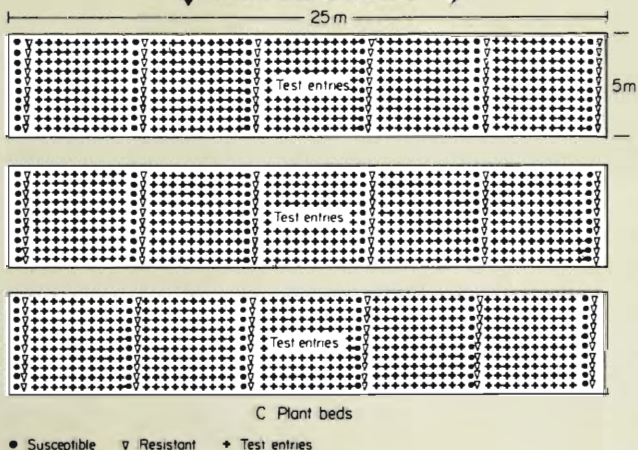 25 m
5m
Test entries
Test entries
Test entries
C Plant beds
Susceptible Resistant Test entries